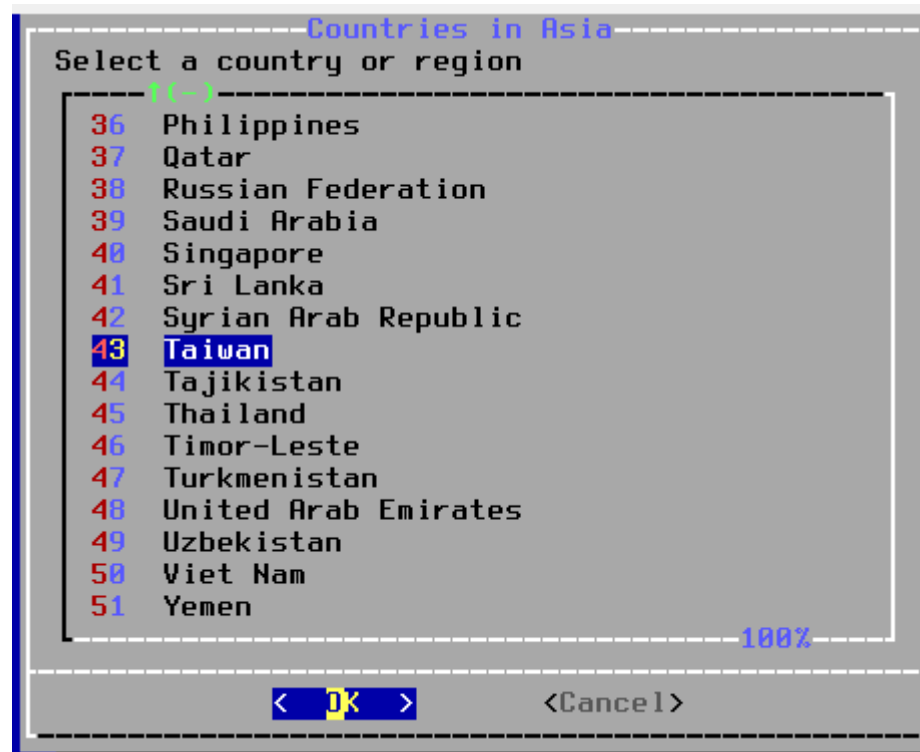 Countries in Asia
Select a country or region
↑(-)
36 Philippines
37 Qatar
38 Russian Federation
39 Saudi Arabia
40 Singapore
41 Sri Lanka
42 Syrian Arab Republic
43 Taiwan
44 Tajikistan
45 Thailand
46 Timor-Leste
47 Turkmenistan
48 United Arab Emirates
49 Uzbekistan
50 Viet Nam
51 Yemen
100%
< OK > <Cancel>